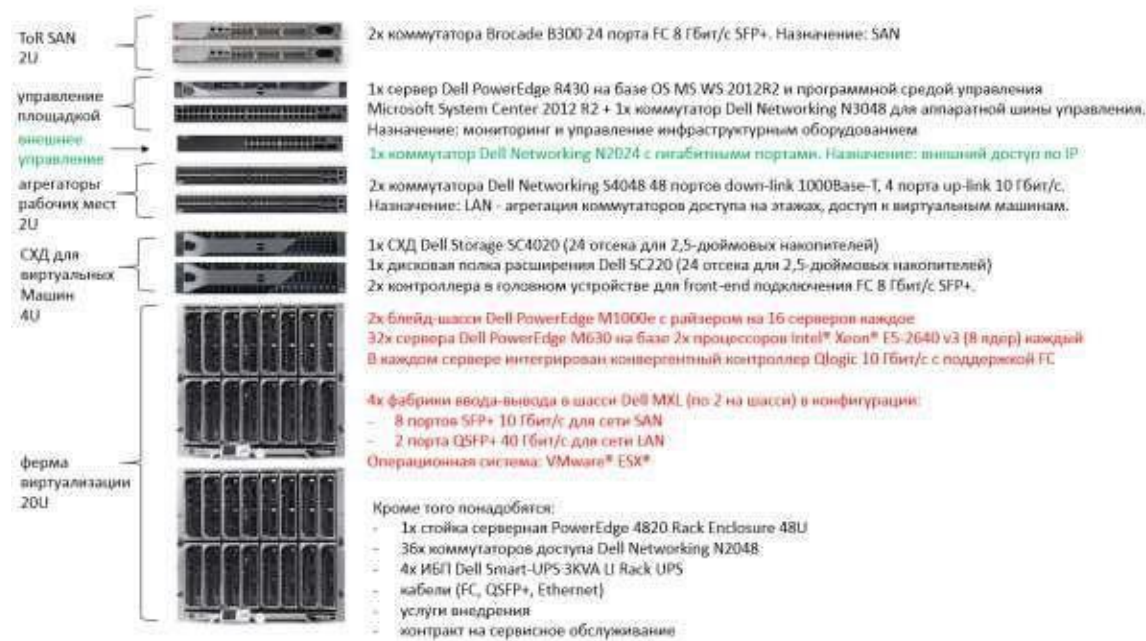 ToR SAN
2U
2x коммутатора Brocade B300 24 порта FC 8 Гбит/с SFP+. Назначение: SAN
управление
площадкой
1x сервер Dell PowerEdge R430 на базе OS MS WS 2012R2 и программной средой управления
Microsoft System Center 2012 R2 + 1x коммутатор Dell Networking N3048 для аппаратной шины управления.
Назначение: мониторинг и управление инфраструктурным оборудованием
внешнее
управление
1x коммутатор Dell Networking N2024 с гигабитными портами. Назначение: внешний доступ по IP
агрегаторы
рабочих мест
2U
2x коммутатора Dell Networking S4048 48 портов down-link 1000Base-T, 4 порта up-link 10 Гбит/с.
Назначение: LAN - агрегация коммутаторов доступа на этажах, доступ к виртуальным машинам.
СХД для
виртуальных
Машин
4U
1x СХД Dell Storage SC4020 (24 отсека для 2,5-дюймовых накопителей)
1x дисковая полка расширения Dell SC220 (24 отсека для 2,5-дюймовых накопителей)
2x контроллера в головном устройстве для front-end подключения FC 8 Гбит/с SFP+.
ферма
виртуализации
20U
2x блейд-шасси Dell PowerEdge M1000e с райзером на 16 серверов каждое
32x сервера Dell PowerEdge M630 на базе 2x процессоров Intel® Xeon® E5-2640 v3 (8 ядер) каждый
В каждом сервере интегрирован конвергентный контроллер Qlogic 10 Гбит/с с поддержкой FC
4x фабрики ввода-вывода в шасси Dell MXL (по 2 на шасси) в конфигурации:
- 8 портов SFP+ 10 Гбит/с для сети SAN
- 2 порта QSFP+ 40 Гбит/с для сети LAN
Операционная система: VMware® ESX®
Кроме того понадобятся:
- 1x стойка серверная PowerEdge 4820 Rack Enclosure 48U
- 36x коммутаторов доступа Dell Networking N2048
- 4x ИБП Dell Smart-UPS 3KVA LI Rack UPS
- кабели (FC, QSFP+, Ethernet)
- услуги внедрения
- контракт на сервисное обслуживание